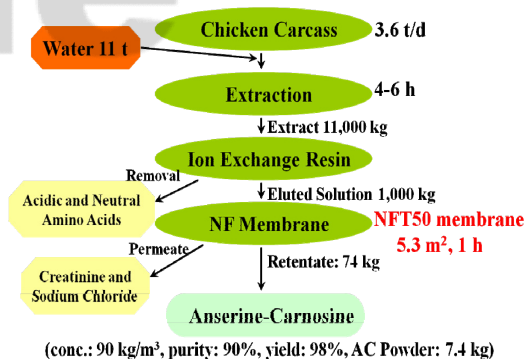 Chicken Carcass
3.6 t/d
Water 11 t
Extraction
4-6 h
Extract 11,000 kg
Ion Exchange Resin
Removal
Eluted Solution 1,000 kg
Acidic and Neutral
Amino Acids
NF Membrane
NFT50 membrane
5.3 m², 1 h
Permeate
Retentate: 74 kg
Creatinine and
Sodium Chloride
Anserine-Carnosine
(conc.: 90 kg/m³, purity: 90%, yield: 98%, AC Powder: 7.4 kg)